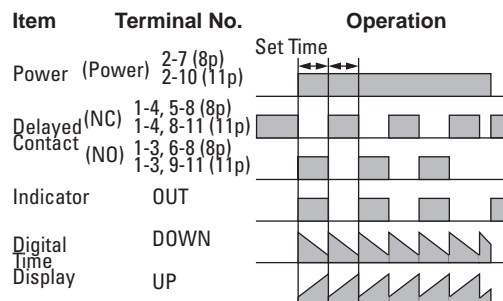 Item Terminal No. Operation
Set Time
Power (Power) 2-7 (8p)
2-10 (11p)
Delayed
Contact
(NC) 1-4, 5-8 (8p)
1-4, 8-11 (11p)
(NO) 1-3, 6-8 (8p)
1-3, 9-11 (11p)
Indicator OUT
Digital
Time
Display
DOWN
UP